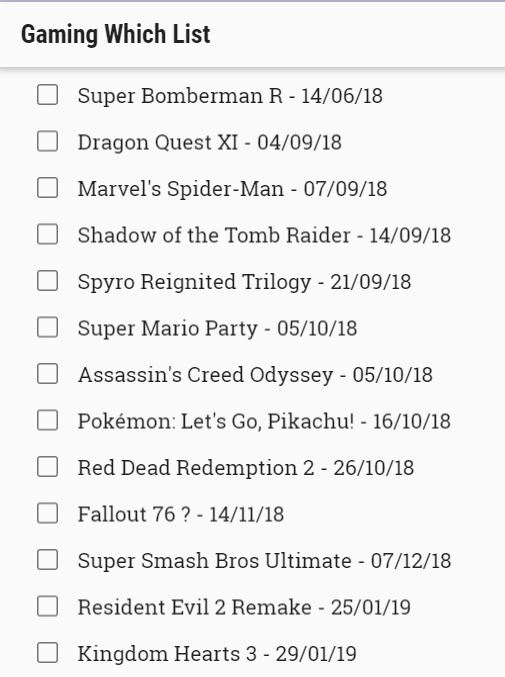 Gaming Which List
Super Bomberman R - 14/06/18
Dragon Quest XI - 04/09/18
Marvel's Spider-Man - 07/09/18
Shadow of the Tomb Raider - 14/09/18
Spyro Reignited Trilogy - 21/09/18
Super Mario Party - 05/10/18
Assassin's Creed Odyssey - 05/10/18
Pokémon: Let's Go, Pikachu! - 16/10/18
Red Dead Redemption 2 - 26/10/18
Fallout 76 ? - 14/11/18
Super Smash Bros Ultimate - 07/12/18
Resident Evil 2 Remake - 25/01/19
Kingdom Hearts 3 - 29/01/19